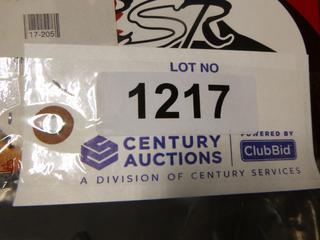 17-205
SR
LOT NO
1217
CENTURY
AUCTIONS
POWERED BY
ClubBid
A DIVISION OF CENTURY SERVICES